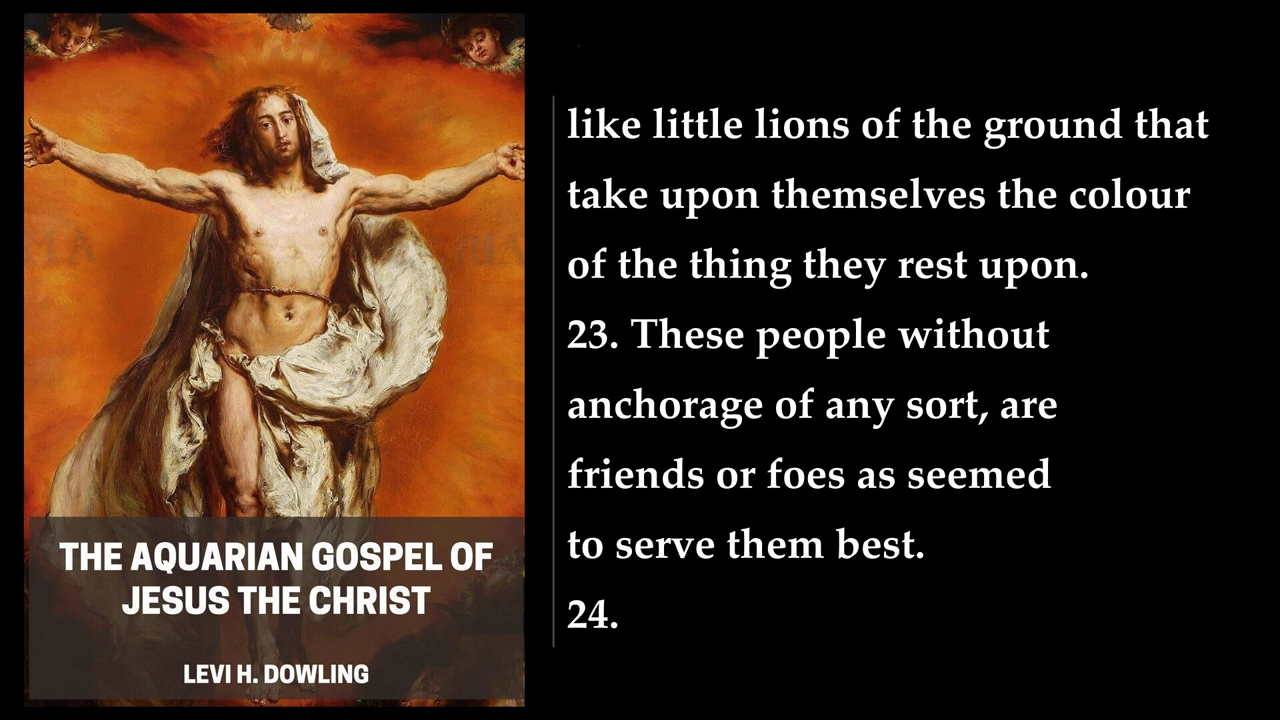 THE AQUARIAN GOSPEL OF
JESUS THE CHRIST
LEVI H. DOWLING
like little lions of the ground that
take upon themselves the colour
of the thing they rest upon.
23. These people without
anchorage of any sort, are
friends or foes as seemed
to serve them best.
24.